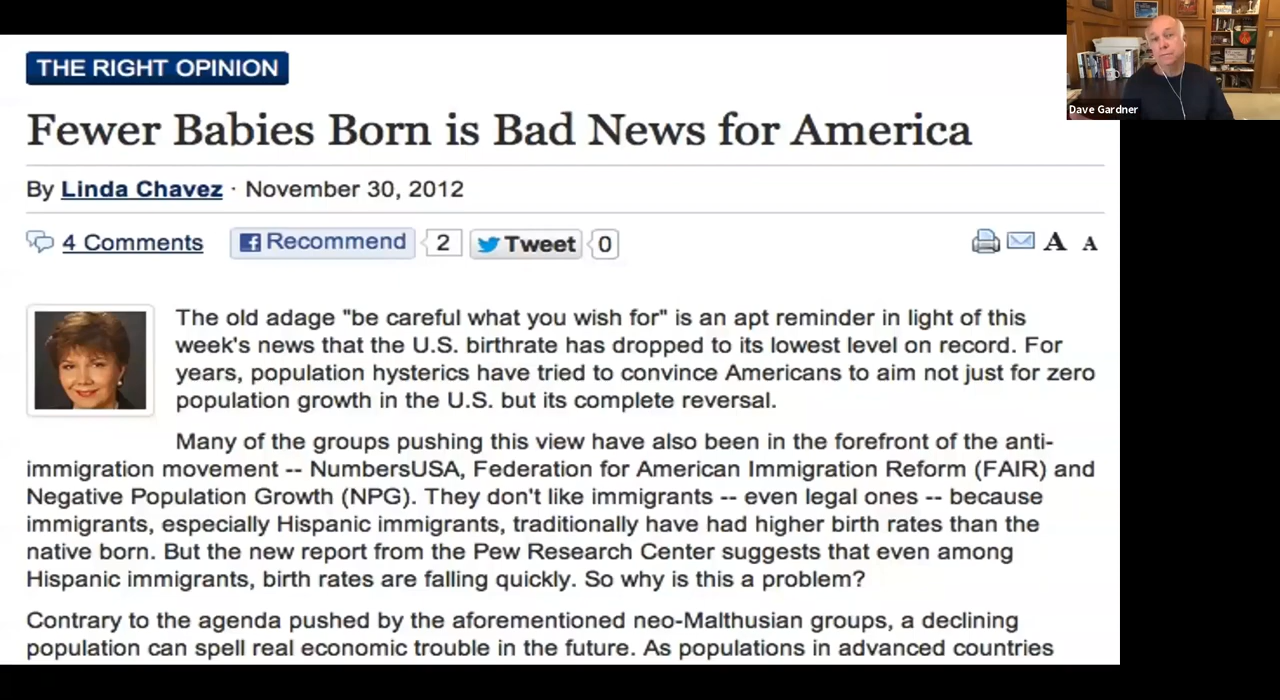 THE RIGHT OPINION
Dave Gardner
Fewer Babies Born is Bad News for America
By Linda Chavez · November 30, 2012
4 Comments
Recommend
2
Tweet
0
A A
The old adage "be careful what you wish for" is an apt reminder in light of this
week's news that the U.S. birthrate has dropped to its lowest level on record. For
years, population hysterics have tried to convince Americans to aim not just for zero
population growth in the U.S. but its complete reversal.
Many of the groups pushing this view have also been in the forefront of the anti-
immigration movement -- NumbersUSA, Federation for American Immigration Reform (FAIR) and
Negative Population Growth (NPG). They don't like immigrants -- even legal ones -- because
immigrants, especially Hispanic immigrants, traditionally have had higher birth rates than the
native born. But the new report from the Pew Research Center suggests that even among
Hispanic immigrants, birth rates are falling quickly. So why is this a problem?
Contrary to the agenda pushed by the aforementioned neo-Malthusian groups, a declining
population can spell real economic trouble in the future. As populations in advanced countries